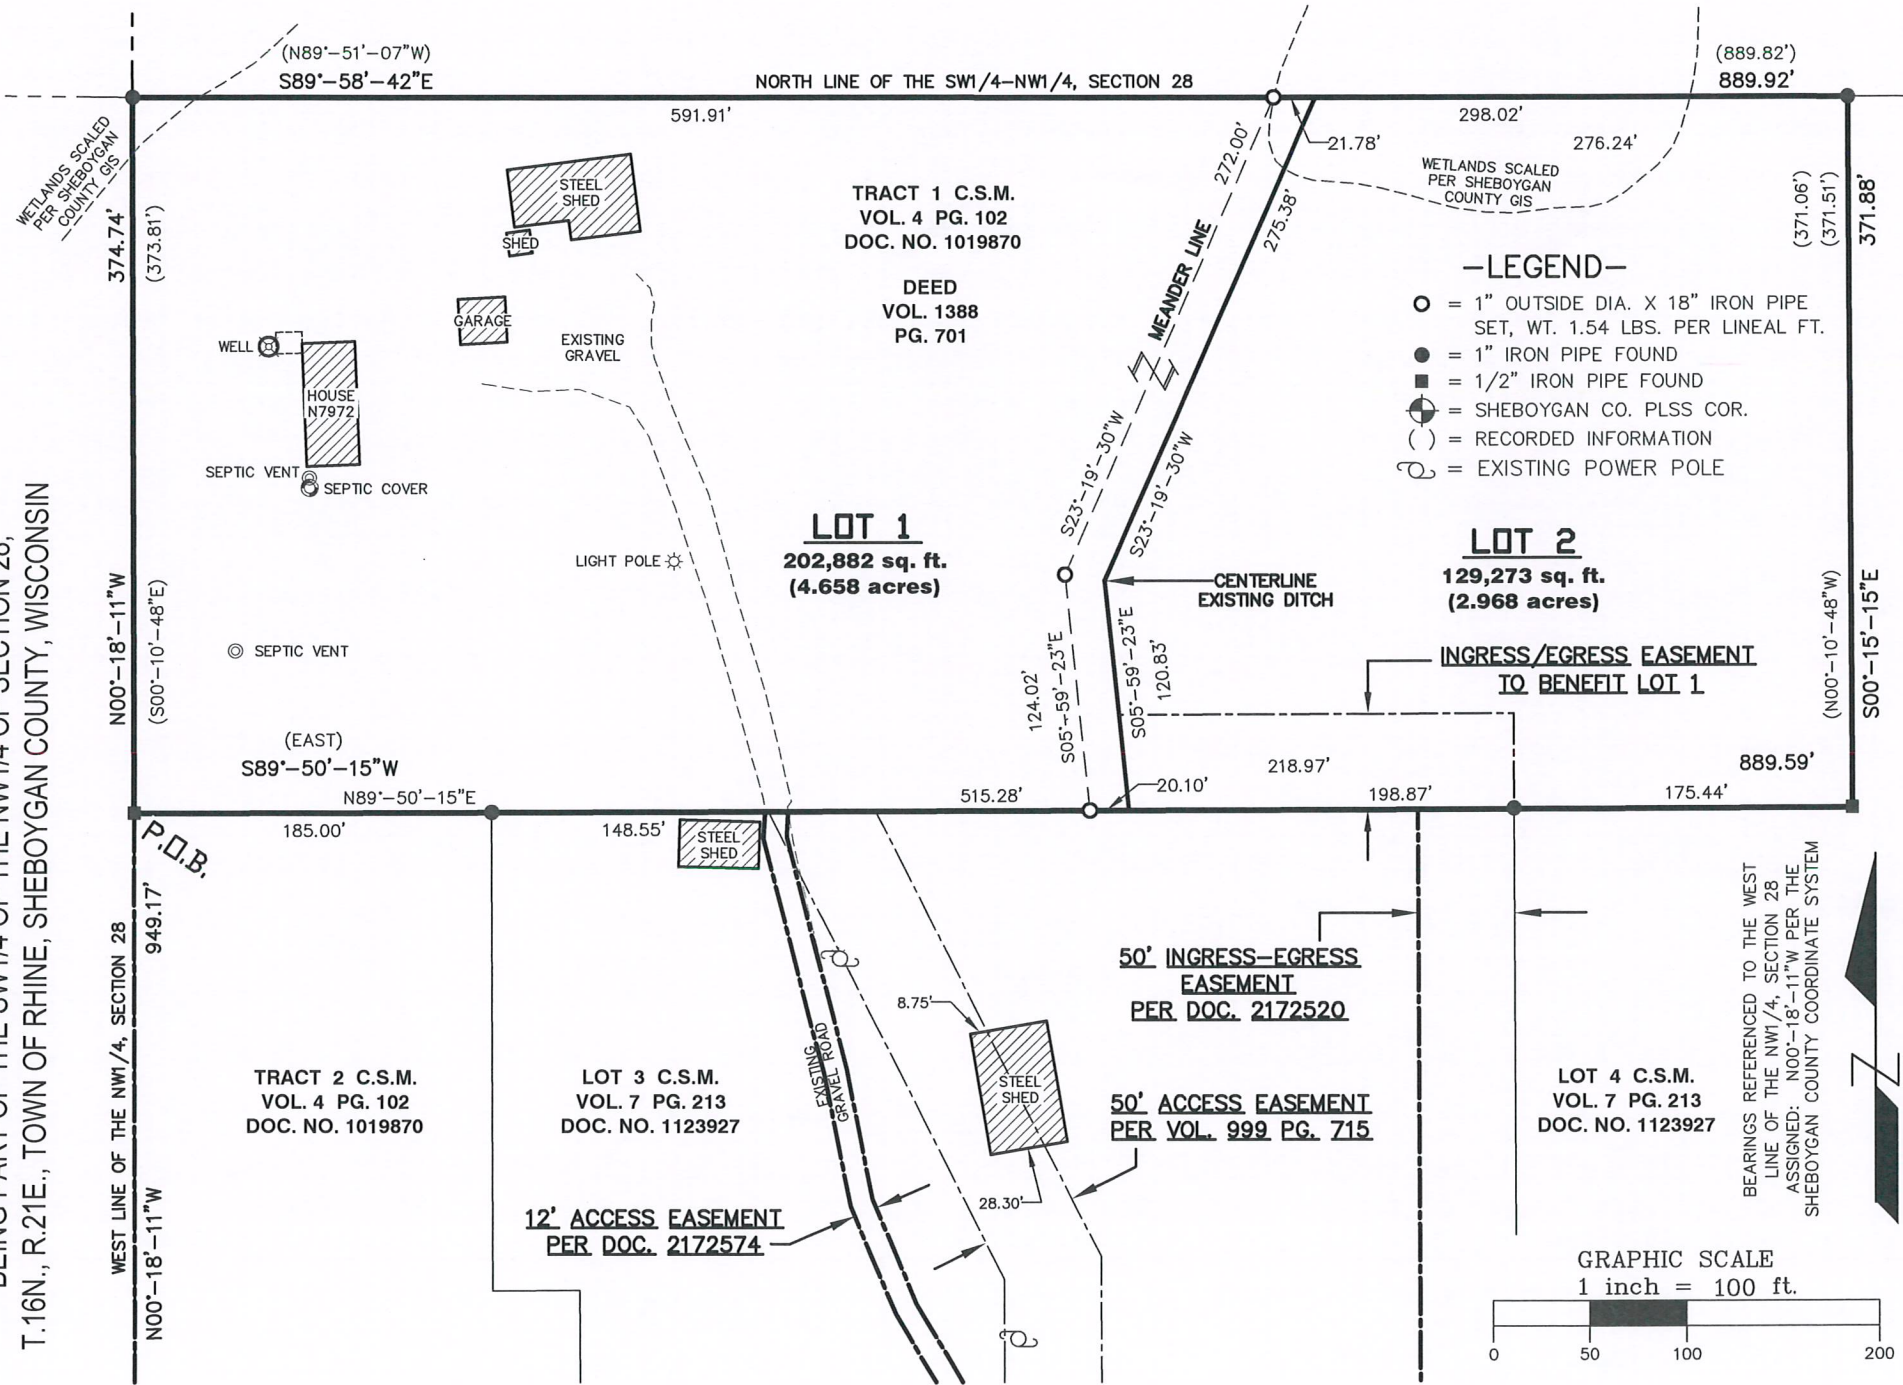 (N89°-51'-07"W)
S89°-58'-42"E
NORTH LINE OF THE SW1/4-NW1/4, SECTION 28
(889.82')
889.92'
591.91'
21.78'
298.02'
276.24'
WETLANDS SCALED
PER SHEBOYGAN
COUNTY GIS
WETLANDS SCALED
PER SHEBOYGAN
COUNTY GIS
374.74'
(373.81')
N00°-18'-11"W
(S00°-10'-48"E)
STEEL
SHED
SHED
GARAGE
EXISTING
GRAVEL
WELL
HOUSE
N7972
SEPTIC VENT
SEPTIC COVER
LIGHT POLE
SEPTIC VENT
TRACT 1 C.S.M.
VOL. 4 PG. 102
DOC. NO. 1019870
DEED
VOL. 1388
PG. 701
LOT 1
202,882 sq. ft.
(4.658 acres)
272.00'
MEANDER LINE
S23°-19'-30"W
275.38'
S23°-19'-30"W
124.02'
S05°-59'-23"E
S05°-59'-23"E
120.83'
CENTERLINE
EXISTING DITCH
-LEGEND-
= 1" OUTSIDE DIA. X 18" IRON PIPE
SET, WT. 1.54 LBS. PER LINEAL FT.
= 1" IRON PIPE FOUND
= 1/2" IRON PIPE FOUND
= SHEBOYGAN CO. PLSS COR.
( ) = RECORDED INFORMATION
= EXISTING POWER POLE
(371.06')
(371.51')
371.88'
(N00°-10'-48"W)
S00°-15'-15"E
LOT 2
129,273 sq. ft.
(2.968 acres)
INGRESS/EGRESS EASEMENT
TO BENEFIT LOT 1
(EAST)
S89°-50'-15"W
N89°-50'-15"E
515.28'
20.10'
218.97'
198.87'
175.44'
889.59'
185.00'
148.55'
P.O.B.
STEEL
SHED
949.17'
WEST LINE OF THE NW1/4, SECTION 28
N00°-18'-11"W
T.16N., R.21E., TOWN OF RHINE, SHEBOYGAN COUNTY, WISCONSIN
TRACT 2 C.S.M.
VOL. 4 PG. 102
DOC. NO. 1019870
LOT 3 C.S.M.
VOL. 7 PG. 213
DOC. NO. 1123927
EXISTING
GRAVEL ROAD
8.75'
STEEL
SHED
28.30'
12' ACCESS EASEMENT
PER DOC. 2172574
50' INGRESS-EGRESS
EASEMENT
PER DOC. 2172520
50' ACCESS EASEMENT
PER VOL. 999 PG. 715
LOT 4 C.S.M.
VOL. 7 PG. 213
DOC. NO. 1123927
BEARINGS REFERENCED TO THE WEST
LINE OF THE NW1/4, SECTION 28
ASSIGNED: N00°-18'-11"W PER THE
SHEBOYGAN COUNTY COORDINATE SYSTEM
N
GRAPHIC SCALE
1 inch = 100 ft.
0 50 100 200